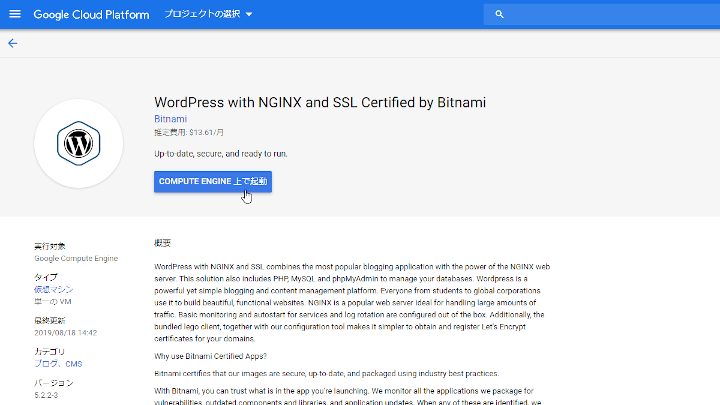 Google Cloud Platform プロジェクトの選択
WordPress with NGINX and SSL Certified by Bitnami
Bitnami
推定費用: $13.61/月
Up-to-date, secure, and ready to run.
COMPUTE ENGINE 上で起動
実行対象
Google Compute Engine
タイプ
仮想マシン
単一の VM
最終更新
2019/08/18 14:42
カテゴリ
ブログ、CMS
バージョン
5.2.2-3
概要
WordPress with NGINX and SSL combines the most popular blogging application with the power of the NGINX web
server. This solution also includes PHP, MySQL and phpMyAdmin to manage your databases. Wordpress is a
powerful yet simple blogging and content management platform. Everyone from students to global corporations
use it to build beautiful, functional websites. NGINX is a popular web server ideal for handling large amounts of
traffic. Basic monitoring and autostart for services and log rotation are configured out of the box. Additionally, the
bundled lego client, together with our configuration tool makes it simpler to obtain and register Let's Encrypt
certificates for your domains.
Why use Bitnami Certified Apps?
Bitnami certifies that our images are secure, up-to-date, and packaged using industry best practices.
With Bitnami, you can trust what is in the app you're launching. We monitor all the applications we package for
vulnerabilities, outdated components and libraries, and application updates. When any of these are identified, we